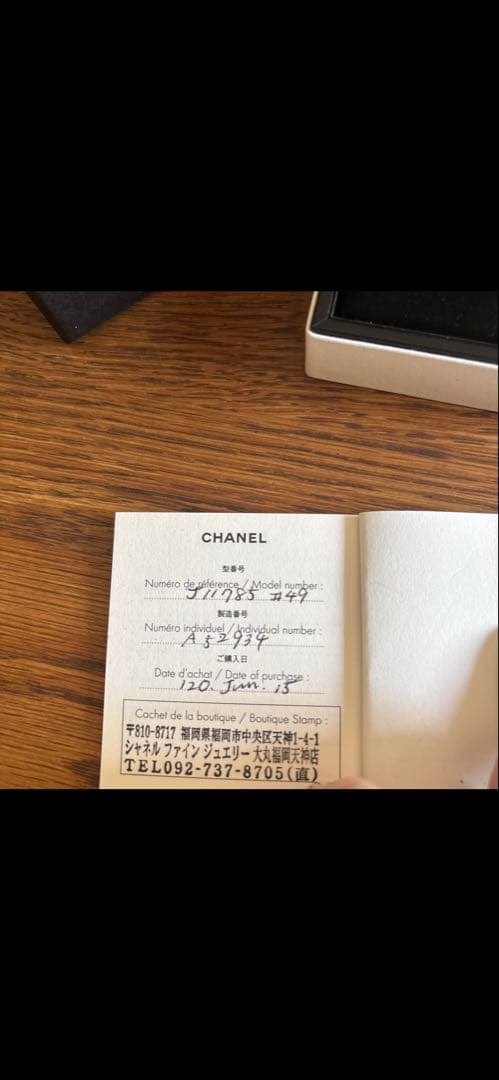 CHANEL
型番号
Numéro de référence / Model number :
J11785 #49
製造番号
Numéro individuel / Individual number :
A52934
ご購入日
Date d'achat / Date of purchase :
'20. Jun. 15
Cachet de la boutique / Boutique Stamp :
〒810-8717 福岡県福岡市中央区天神1-4-1
シャネル ファイン ジュエリー 大丸福岡天神店
TEL092-737-8705(直)